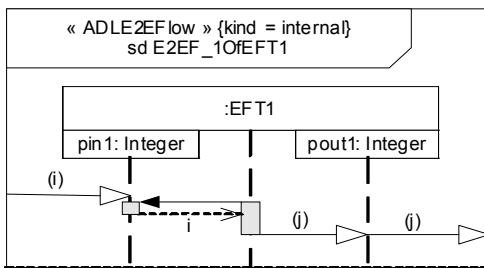 « ADLE2EFlow » {kind = internal}
sd E2EF_1OfEFT1
:EFT1
pin1: Integer
pout1: Integer
(i)
i
(j)
(j)